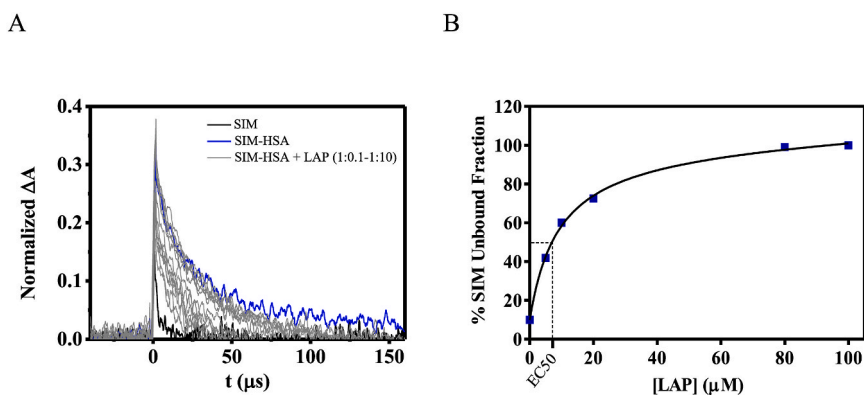 A
B
0.4
0.3
0.2
0.1
0.0
Normalized ΔA
SIM
SIM-HSA
SIM-HSA + LAP (1:0.1-1:10)
0
50
100
150
t (μs)
120
100
80
60
40
20
0
% SIM Unbound Fraction
0
20
40
60
80
100
EC50
[LAP] (μM)